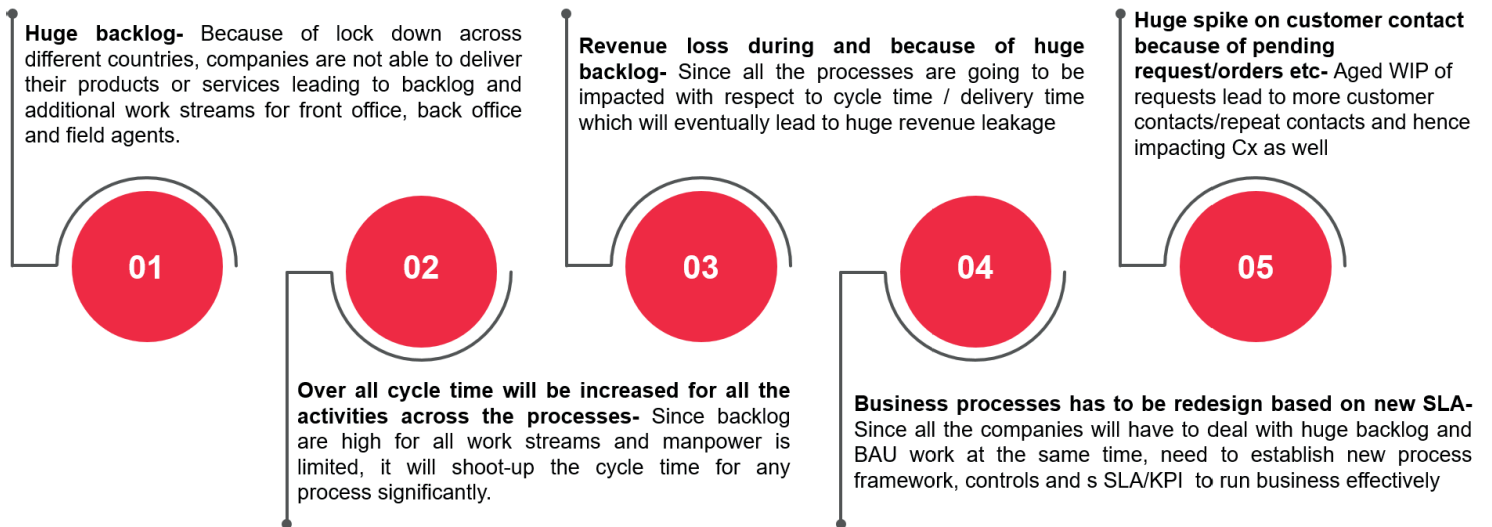 Huge backlog- Because of lock down across
different countries, companies are not able to deliver
their products or services leading to backlog and
additional work streams for front office, back office
and field agents.
01
Over all cycle time will be increased for all the
activities across the processes- Since backlog
are high for all work streams and manpower is
limited, it will shoot-up the cycle time for any
process significantly.
02
Revenue loss during and because of huge
backlog- Since all the processes are going to be
impacted with respect to cycle time / delivery time
which will eventually lead to huge revenue leakage
03
Business processes has to be redesign based on new SLA-
Since all the companies will have to deal with huge backlog and
BAU work at the same time, need to establish new process
framework, controls and s SLA/KPI to run business effectively
04
Huge spike on customer contact
because of pending
request/orders etc- Aged WIP of
requests lead to more customer
contacts/repeat contacts and hence
impacting Cx as well
05